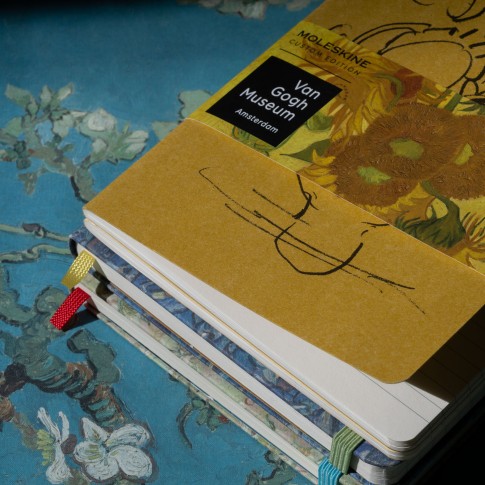 MOLESKINE
CUSTOM EDITION
Van
Gogh
Museum
Amsterdam